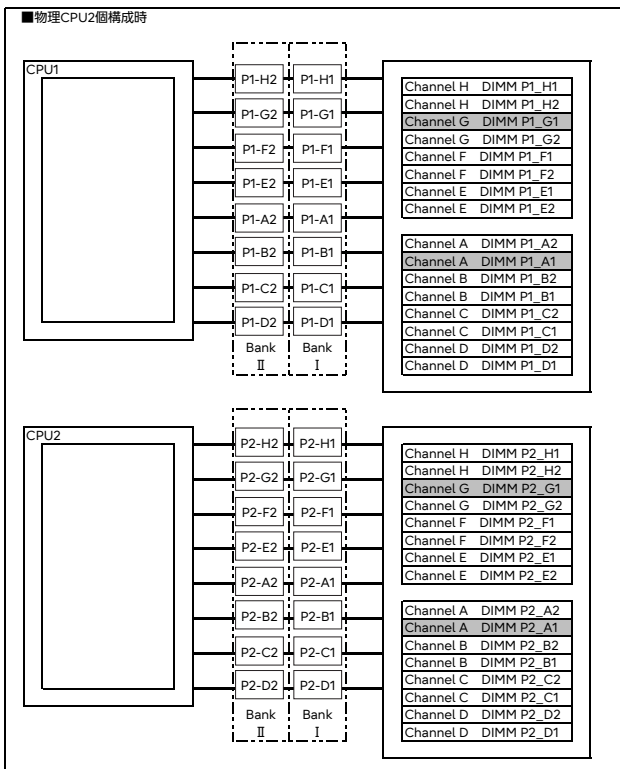 ■物理CPU2個構成時
CPU1
P1-H2 P1-H1
P1-G2 P1-G1
P1-F2 P1-F1
P1-E2 P1-E1
P1-A2 P1-A1
P1-B2 P1-B1
P1-C2 P1-C1
P1-D2 P1-D1
Bank Bank
Ⅱ Ⅰ
Channel H DIMM P1_H1
Channel H DIMM P1_H2
Channel G DIMM P1_G1
Channel G DIMM P1_G2
Channel F DIMM P1_F1
Channel F DIMM P1_F2
Channel E DIMM P1_E1
Channel E DIMM P1_E2
Channel A DIMM P1_A2
Channel A DIMM P1_A1
Channel B DIMM P1_B2
Channel B DIMM P1_B1
Channel C DIMM P1_C2
Channel C DIMM P1_C1
Channel D DIMM P1_D2
Channel D DIMM P1_D1
CPU2
P2-H2 P2-H1
P2-G2 P2-G1
P2-F2 P2-F1
P2-E2 P2-E1
P2-A2 P2-A1
P2-B2 P2-B1
P2-C2 P2-C1
P2-D2 P2-D1
Bank Bank
Ⅱ Ⅰ
Channel H DIMM P2_H1
Channel H DIMM P2_H2
Channel G DIMM P2_G1
Channel G DIMM P2_G2
Channel F DIMM P2_F1
Channel F DIMM P2_F2
Channel E DIMM P2_E1
Channel E DIMM P2_E2
Channel A DIMM P2_A2
Channel A DIMM P2_A1
Channel B DIMM P2_B2
Channel B DIMM P2_B1
Channel C DIMM P2_C2
Channel C DIMM P2_C1
Channel D DIMM P2_D2
Channel D DIMM P2_D1